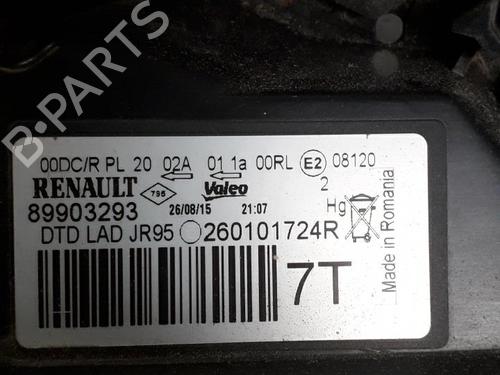 B-PARTS
00DC/R PL 20 02A 01 1a 00RL E2 08120
RENAULT 795 Valeo 2
89903293 26/08/15 21:07 Hg
DTD LAD JR95 260101724R
7T
Made in Romania